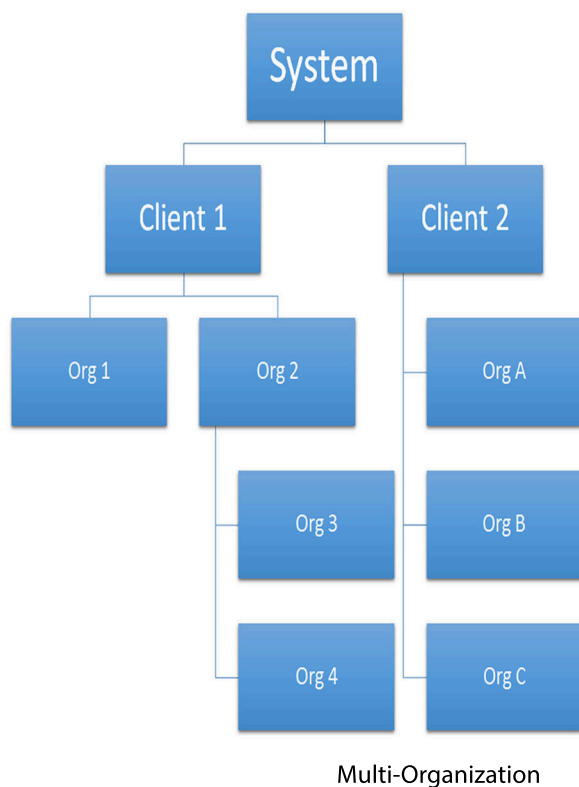 System
Client 1
Client 2
Org 1
Org 2
Org A
Org 3
Org B
Org 4
Org C
Multi-Organization